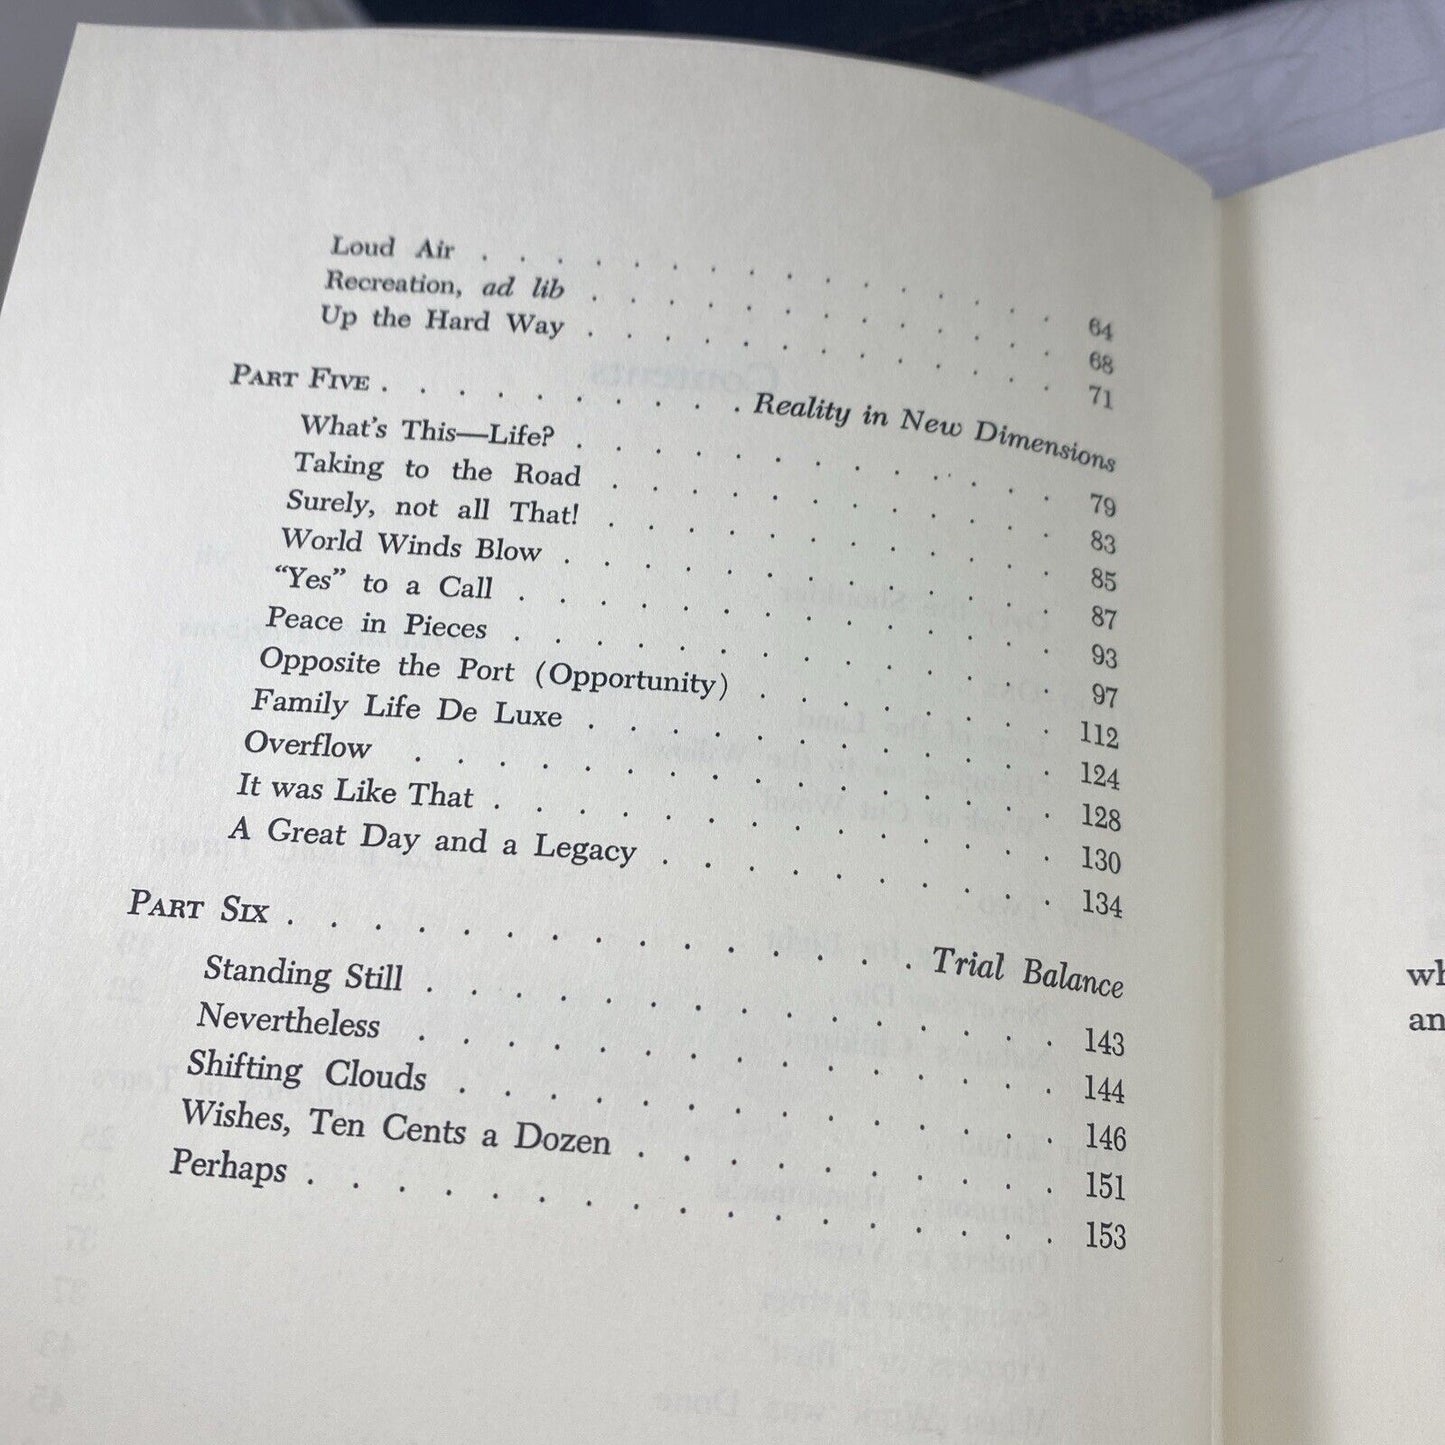 Loud Air . . . . . . . . . . . . . . . . 64
Recreation, ad lib . . . . . . . . . . . . . 68
Up the Hard Way . . . . . . . . . . . . . 71
PART FIVE . . . . . . . . . . Reality in New Dimensions
What's This—Life? . . . . . . . . . . . . . 79
Taking to the Road . . . . . . . . . . . . 83
Surely, not all That! . . . . . . . . . . . . 85
World Winds Blow . . . . . . . . . . . . . 87
"Yes" to a Call . . . . . . . . . . . . . . 93
Peace in Pieces . . . . . . . . . . . . . . 97
Opposite the Port (Opportunity) . . . . . . . . 112
Family Life De Luxe . . . . . . . . . . . . 124
Overflow . . . . . . . . . . . . . . . . 128
It was Like That . . . . . . . . . . . . . . 130
A Great Day and a Legacy . . . . . . . . . . 134
PART SIX . . . . . . . . . . . . . . . Trial Balance
Standing Still . . . . . . . . . . . . . . . 143
Nevertheless . . . . . . . . . . . . . . . 144
Shifting Clouds . . . . . . . . . . . . . . 146
Wishes, Ten Cents a Dozen . . . . . . . . . . 151
Perhaps . . . . . . . . . . . . . . . . . 153